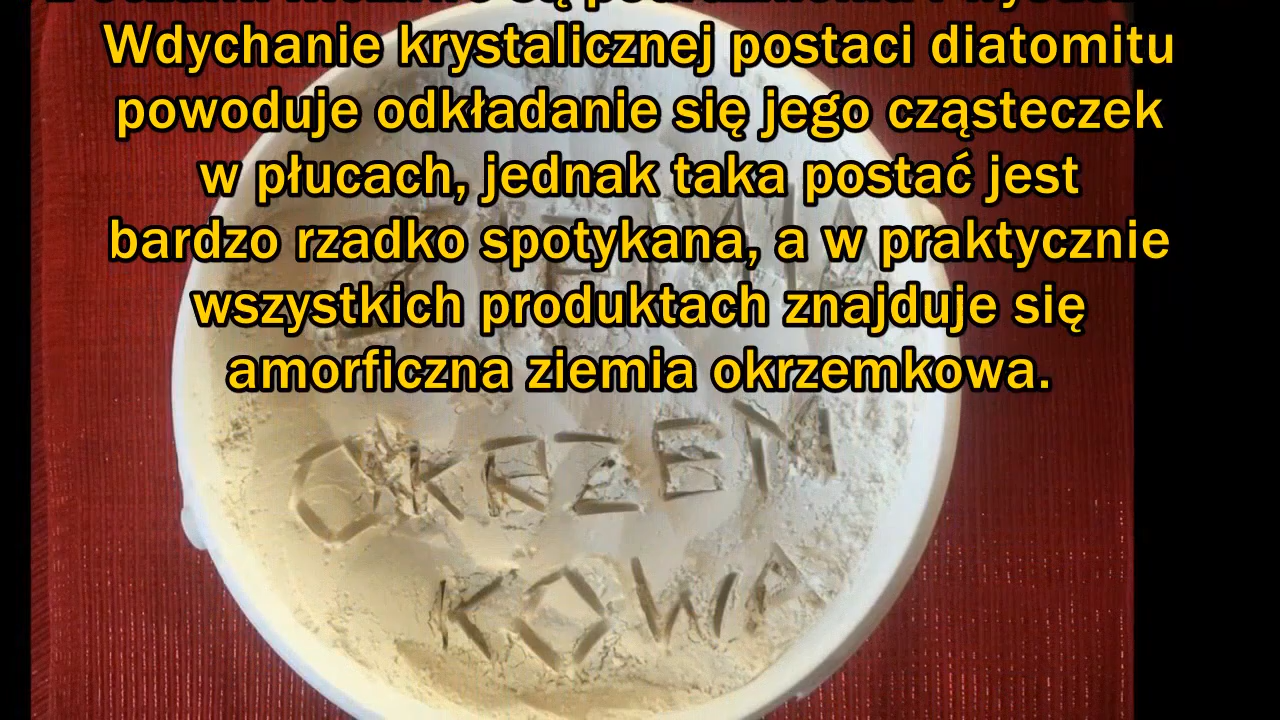 Wdychanie krystalicznej postaci diatomitu
powoduje odkładanie się jego cząsteczek
w płucach, jednak taka postać jest
bardzo rzadko spotykana, a w praktycznie
wszystkich produktach znajduje się
amorficzna ziemia okrzemkowa.
ZIEMIA
OKRZEM
KOWA